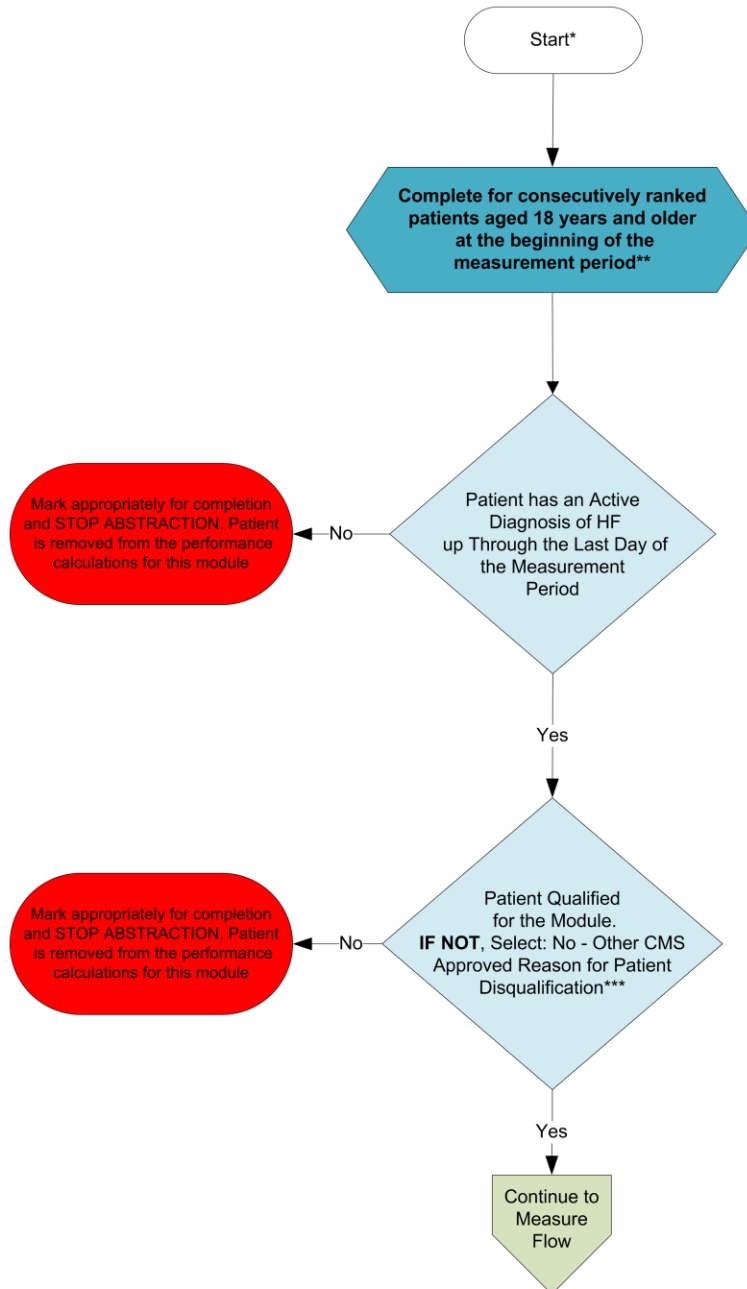 Start*
Complete for consecutively ranked
patients aged 18 years and older
at the beginning of the
measurement period**
Patient has an Active
Diagnosis of HF
up Through the Last Day of
the Measurement
Period
No
Mark appropriately for completion
and STOP ABSTRACTION. Patient
is removed from the performance
calculations for this module
Yes
Patient Qualified
for the Module.
IF NOT, Select: No - Other CMS
Approved Reason for Patient
Disqualification***
No
Mark appropriately for completion
and STOP ABSTRACTION. Patient
is removed from the performance
calculations for this module
Yes
Continue to
Measure
Flow